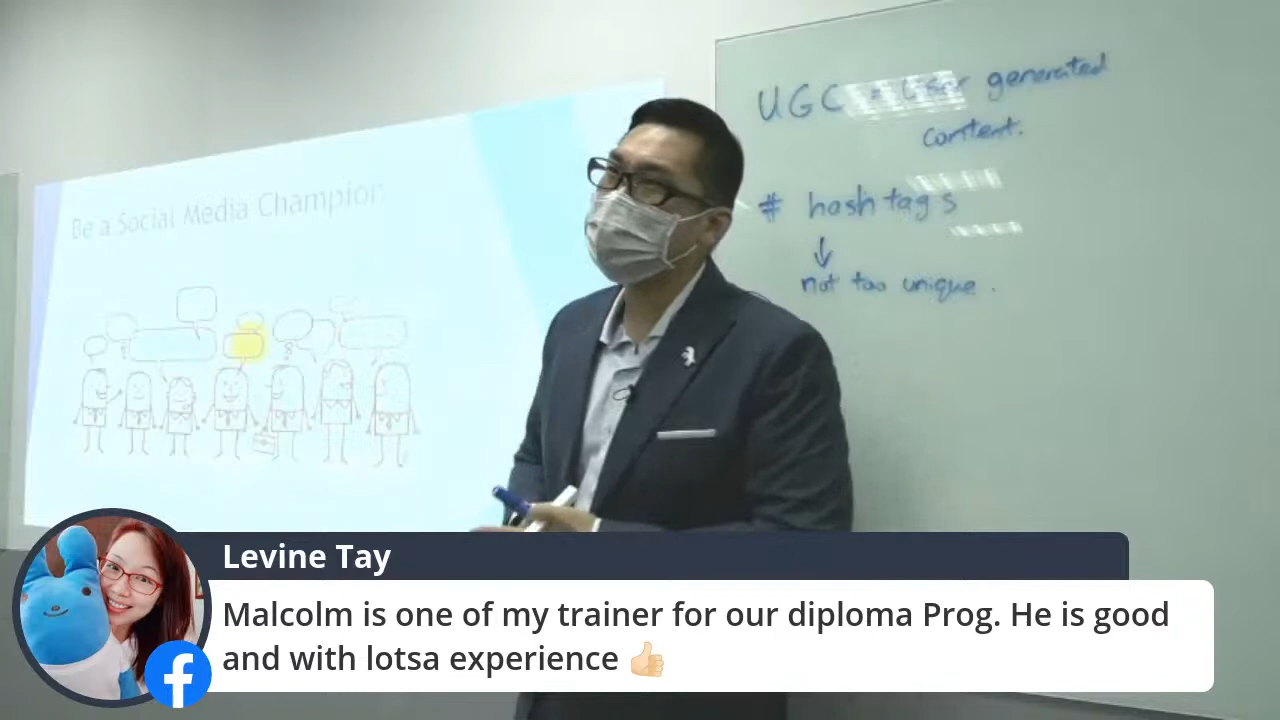 Be a Social Media Champion
UGC = User generated
content.
# hashtags
not too unique.
Levine Tay
Malcolm is one of my trainer for our diploma Prog. He is good
and with lotsa experience 👍🏻